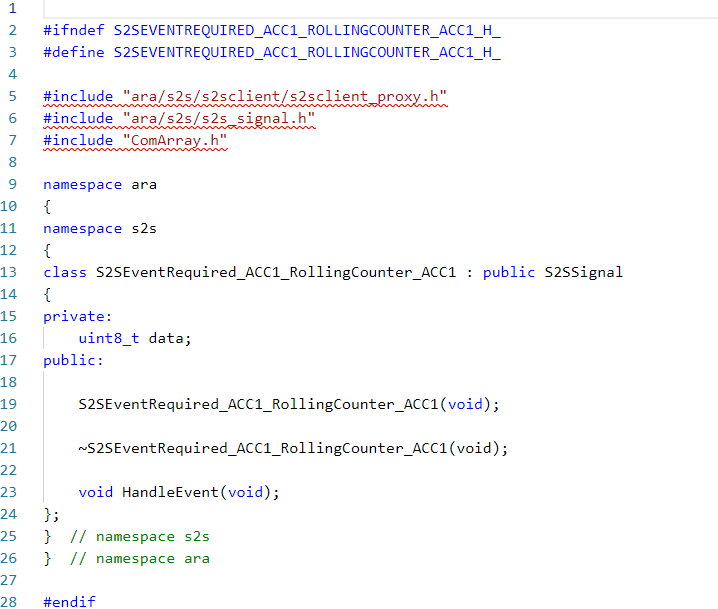 1
2 #ifndef S2SEVENTREQUIRED_ACC1_ROLLINGCOUNTER_ACC1_H_
3 #define S2SEVENTREQUIRED_ACC1_ROLLINGCOUNTER_ACC1_H_
4
5 #include "ara/s2s/s2sclient/s2sclient_proxy.h"
6 #include "ara/s2s/s2s_signal.h"
7 #include "ComArray.h"
8
9 namespace ara
10 {
11 namespace s2s
12 {
13 class S2SEventRequired_ACC1_RollingCounter_ACC1 : public S2SSignal
14 {
15 private:
16     uint8_t data;
17 public:
18
19     S2SEventRequired_ACC1_RollingCounter_ACC1(void);
20
21     ~S2SEventRequired_ACC1_RollingCounter_ACC1(void);
22
23     void HandleEvent(void);
24 };
25 }  // namespace s2s
26 }  // namespace ara
27
28 #endif